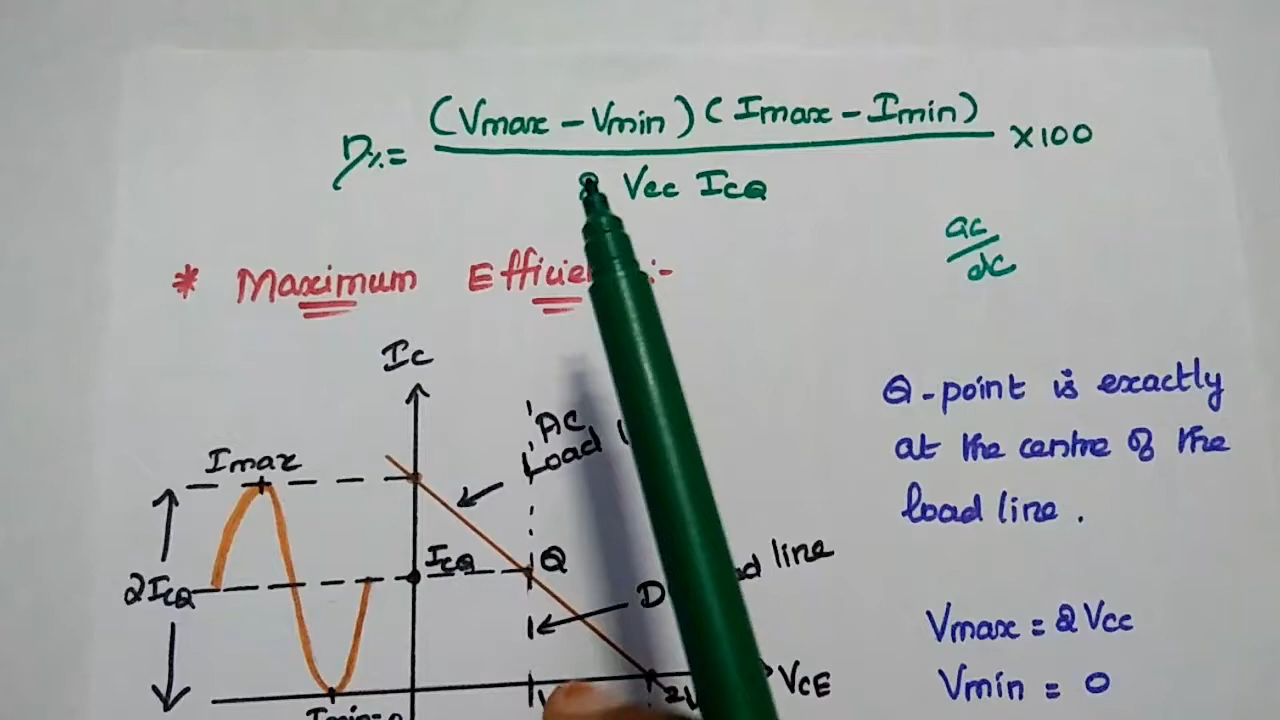 η% = (Vmax - Vmin) (Imax - Imin) / 8 Vcc ICQ ×100
ac/dc
* Maximum :-
Ic
AC
Load
Imax
Q-point is exactly
at the centre of the
load line.
2ICQ
ICQ
Q
D
line
Vmax = 2Vcc
Vmin = 0
VCE